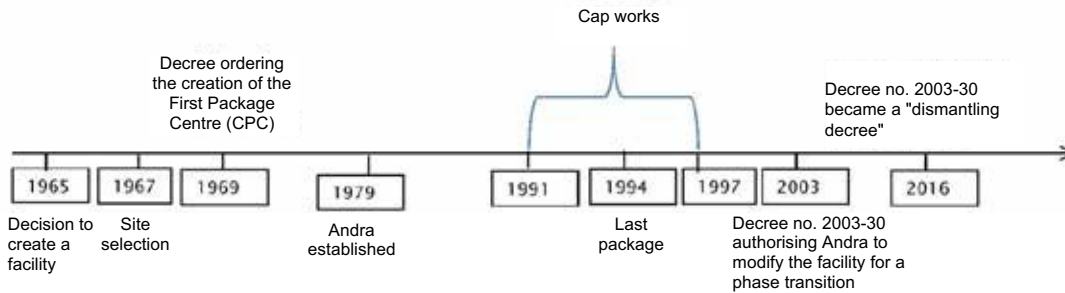 Cap works
Decree ordering
the creation of the
First Package
Centre (CPC)
Decree no. 2003-30
became a "dismantling
decree"
1965
1967
1969
1979
1991
1994
1997
2003
2016
Decision to
create a
facility
Site
selection
Andra
established
Last
package
Decree no. 2003-30
authorising Andra to
modify the facility for a
phase transition